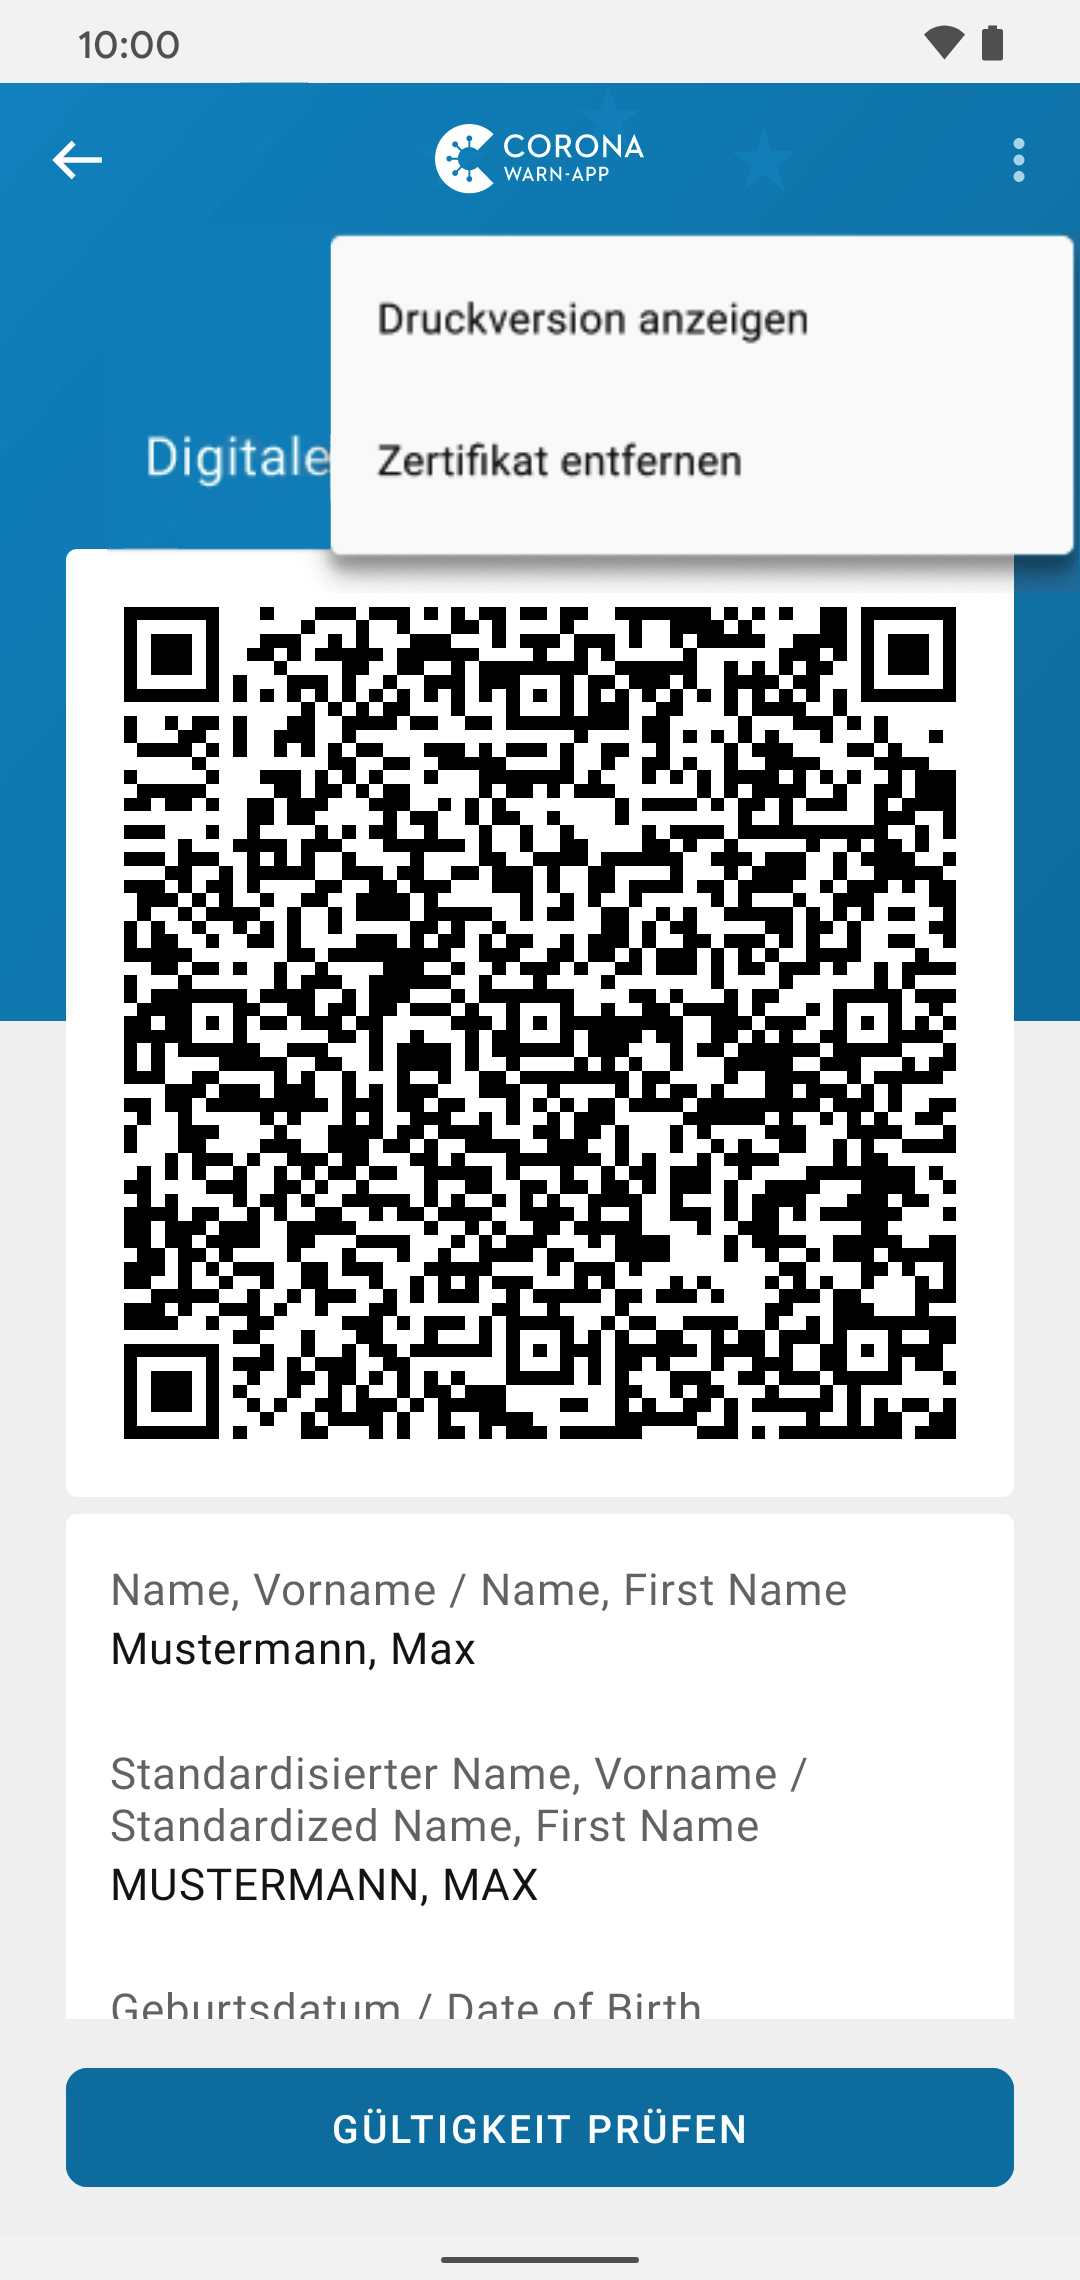 10:00
CORONA
WARN-APP
Druckversion anzeigen
Digitale
Zertifikat entfernen
Name, Vorname / Name, First Name
Mustermann, Max
Standardisierter Name, Vorname /
Standardized Name, First Name
MUSTERMANN, MAX
Geburtsdatum / Date of Birth
GÜLTIGKEIT PRÜFEN